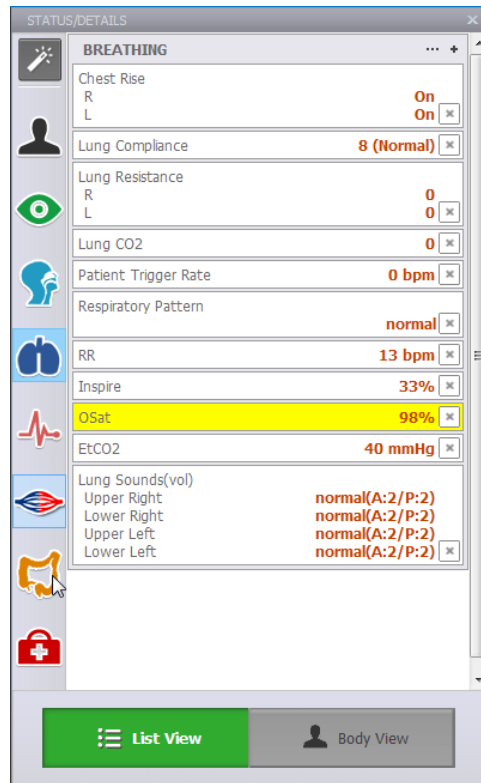 STATUS/DETAILS
BREATHING
Chest Rise
R On
L On
Lung Compliance 8 (Normal)
Lung Resistance
R 0
L 0
Lung CO2 0
Patient Trigger Rate 0 bpm
Respiratory Pattern
normal
RR 13 bpm
Inspire 33%
OSat 98%
EtCO2 40 mmHg
Lung Sounds(vol)
Upper Right normal(A:2/P:2)
Lower Right normal(A:2/P:2)
Upper Left normal(A:2/P:2)
Lower Left normal(A:2/P:2)
List View Body View